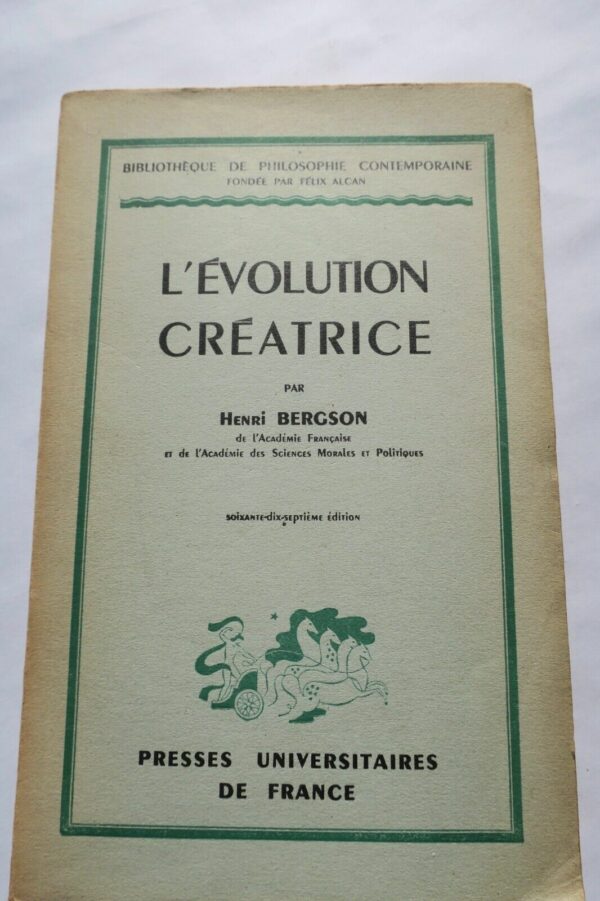 BIBLIOTHÈQUE DE PHILOSOPHIE CONTEMPORAINE
FONDÉE PAR FÉLIX ALCAN
L'ÉVOLUTION
CRÉATRICE
PAR
HENRI BERGSON
de l'Académie Française
et de l'Académie des Sciences Morales et Politiques
soixante-dix-septième édition
PRESSES UNIVERSITAIRES
DE FRANCE